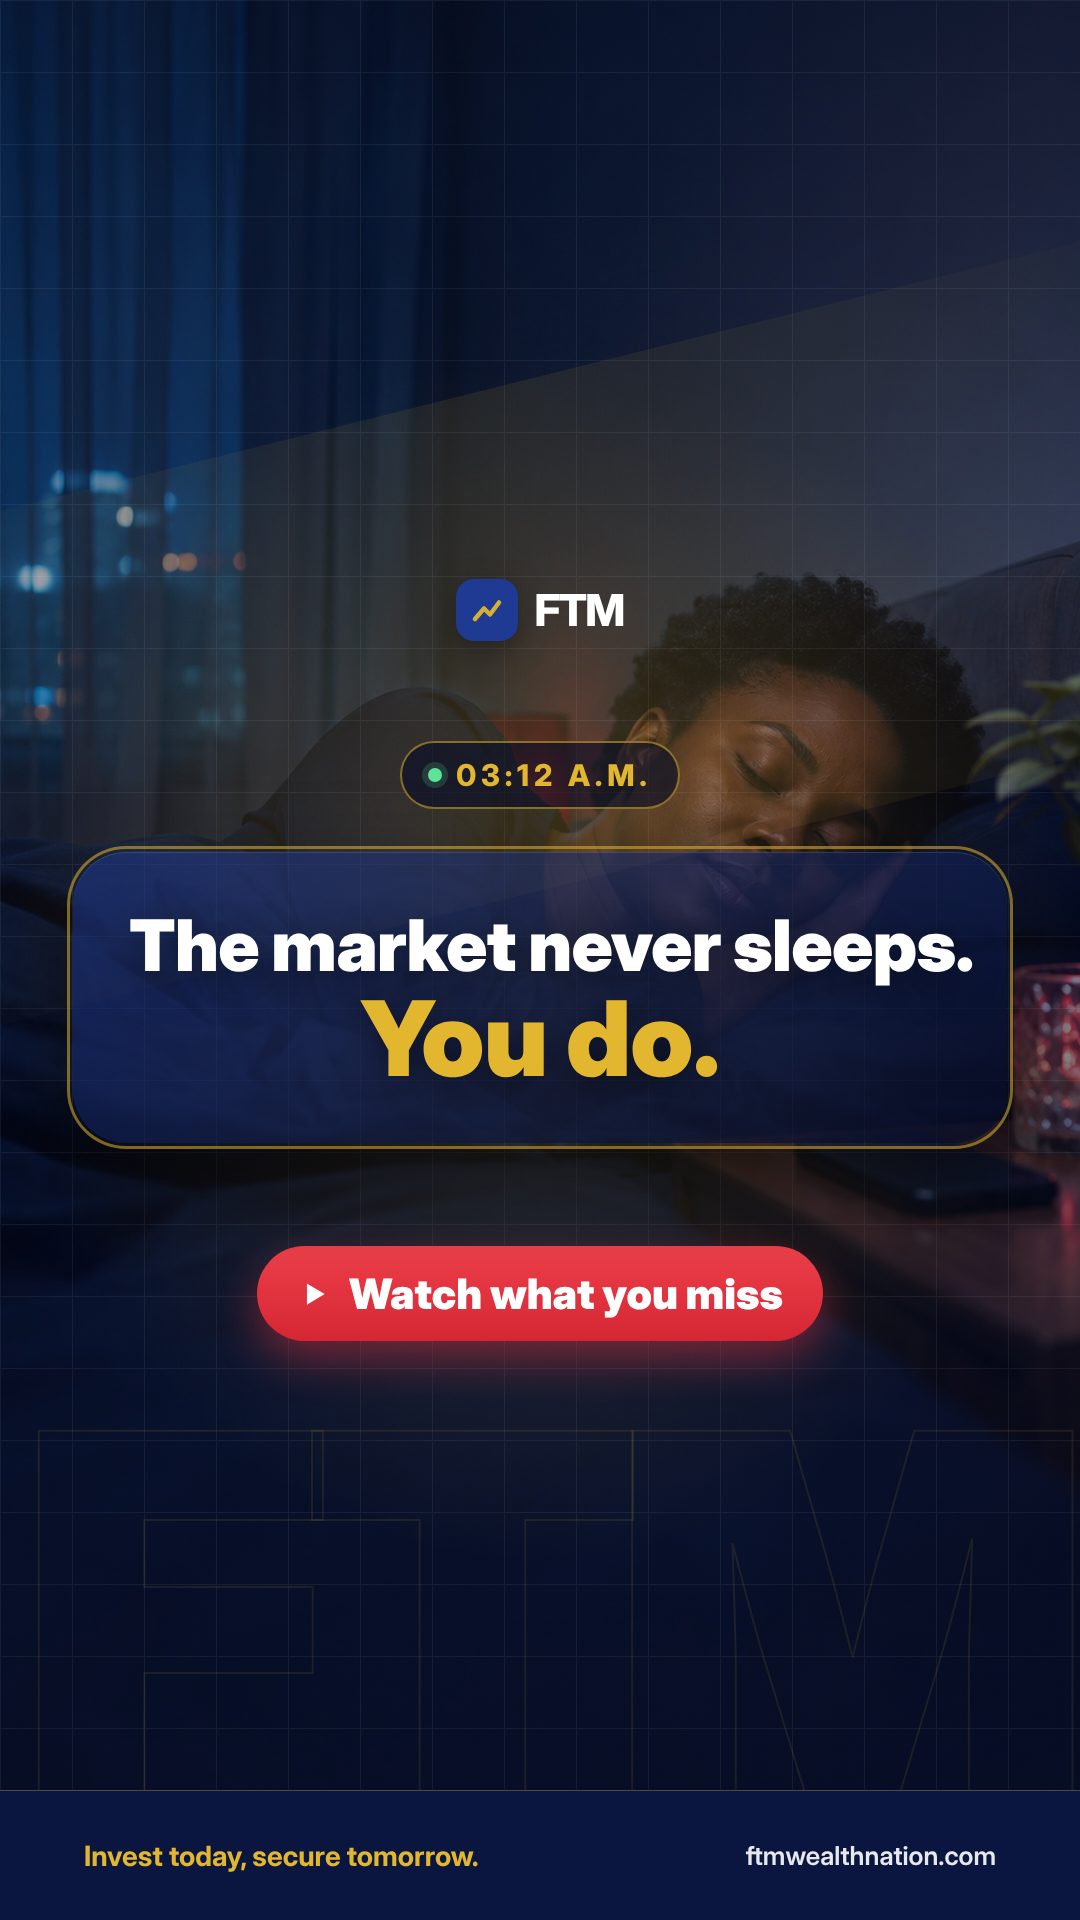 FTM
03:12 A.M.
The market never sleeps.
You do.
Watch what you miss
FTM
Invest today, secure tomorrow.
ftmwealthnation.com